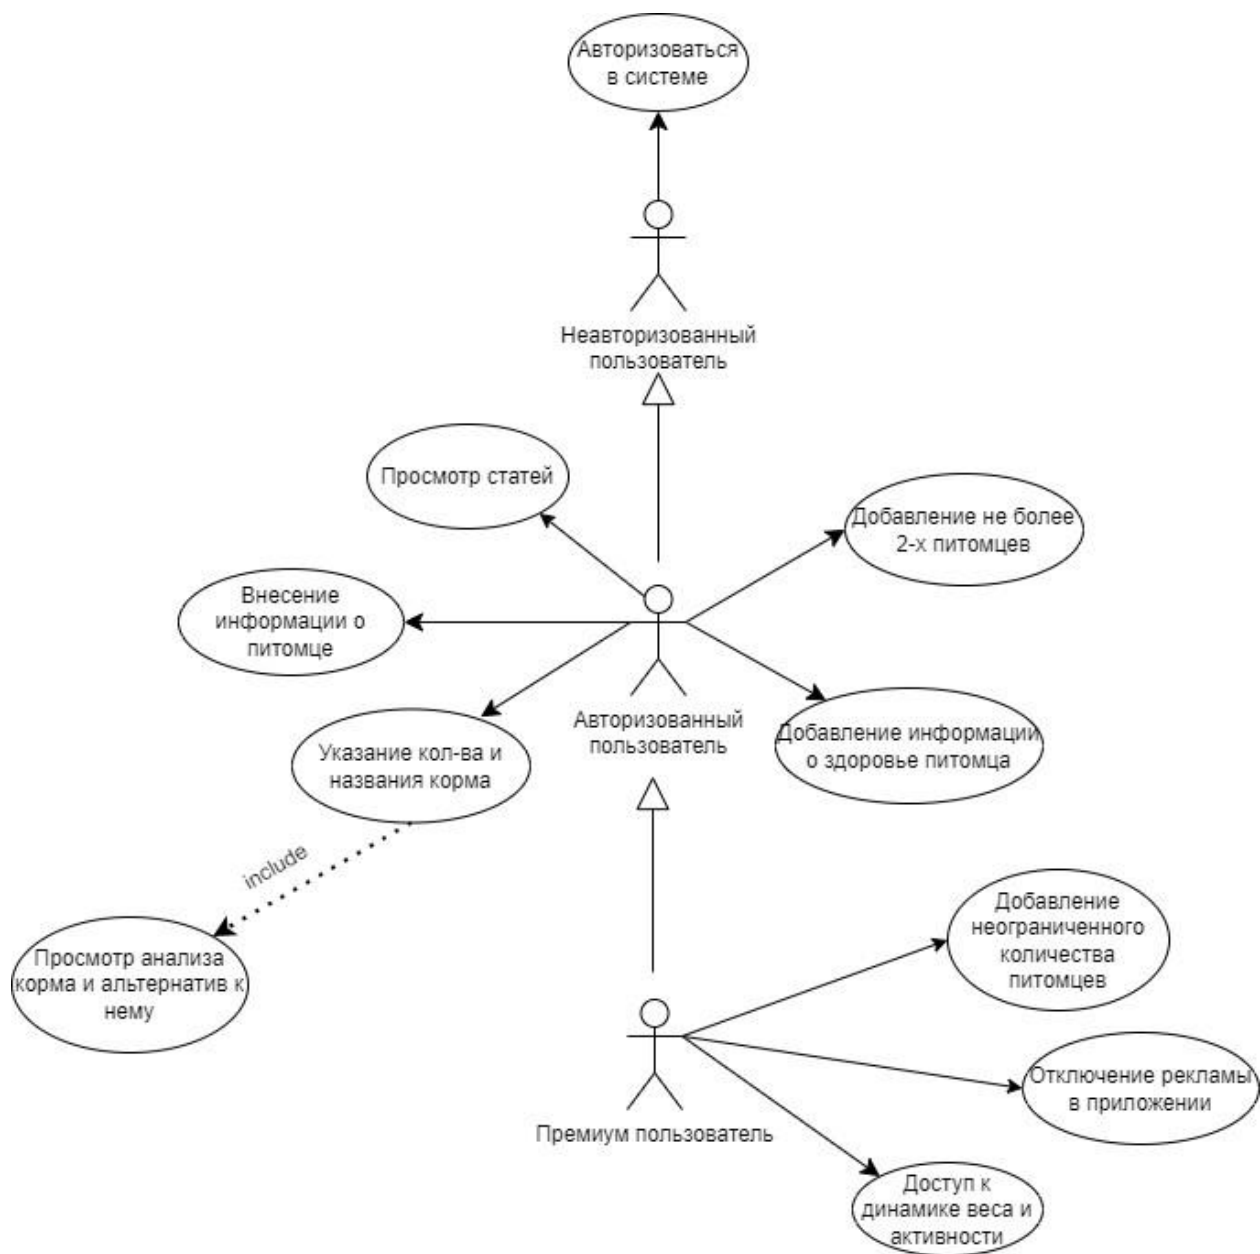 Авторизоваться
в системе
Неавторизованный
пользователь
Просмотр статей
Добавление не более
2-х питомцев
Внесение
информации о
питомце
Авторизованный
пользователь
Добавление информации
о здоровье питомца
Указание кол-ва и
названия корма
include
Просмотр анализа
корма и альтернатив к
нему
Добавление
неограниченного
количества
питомцев
Отключение рекламы
в приложении
Премиум пользователь
Доступ к
динамике веса и
активности